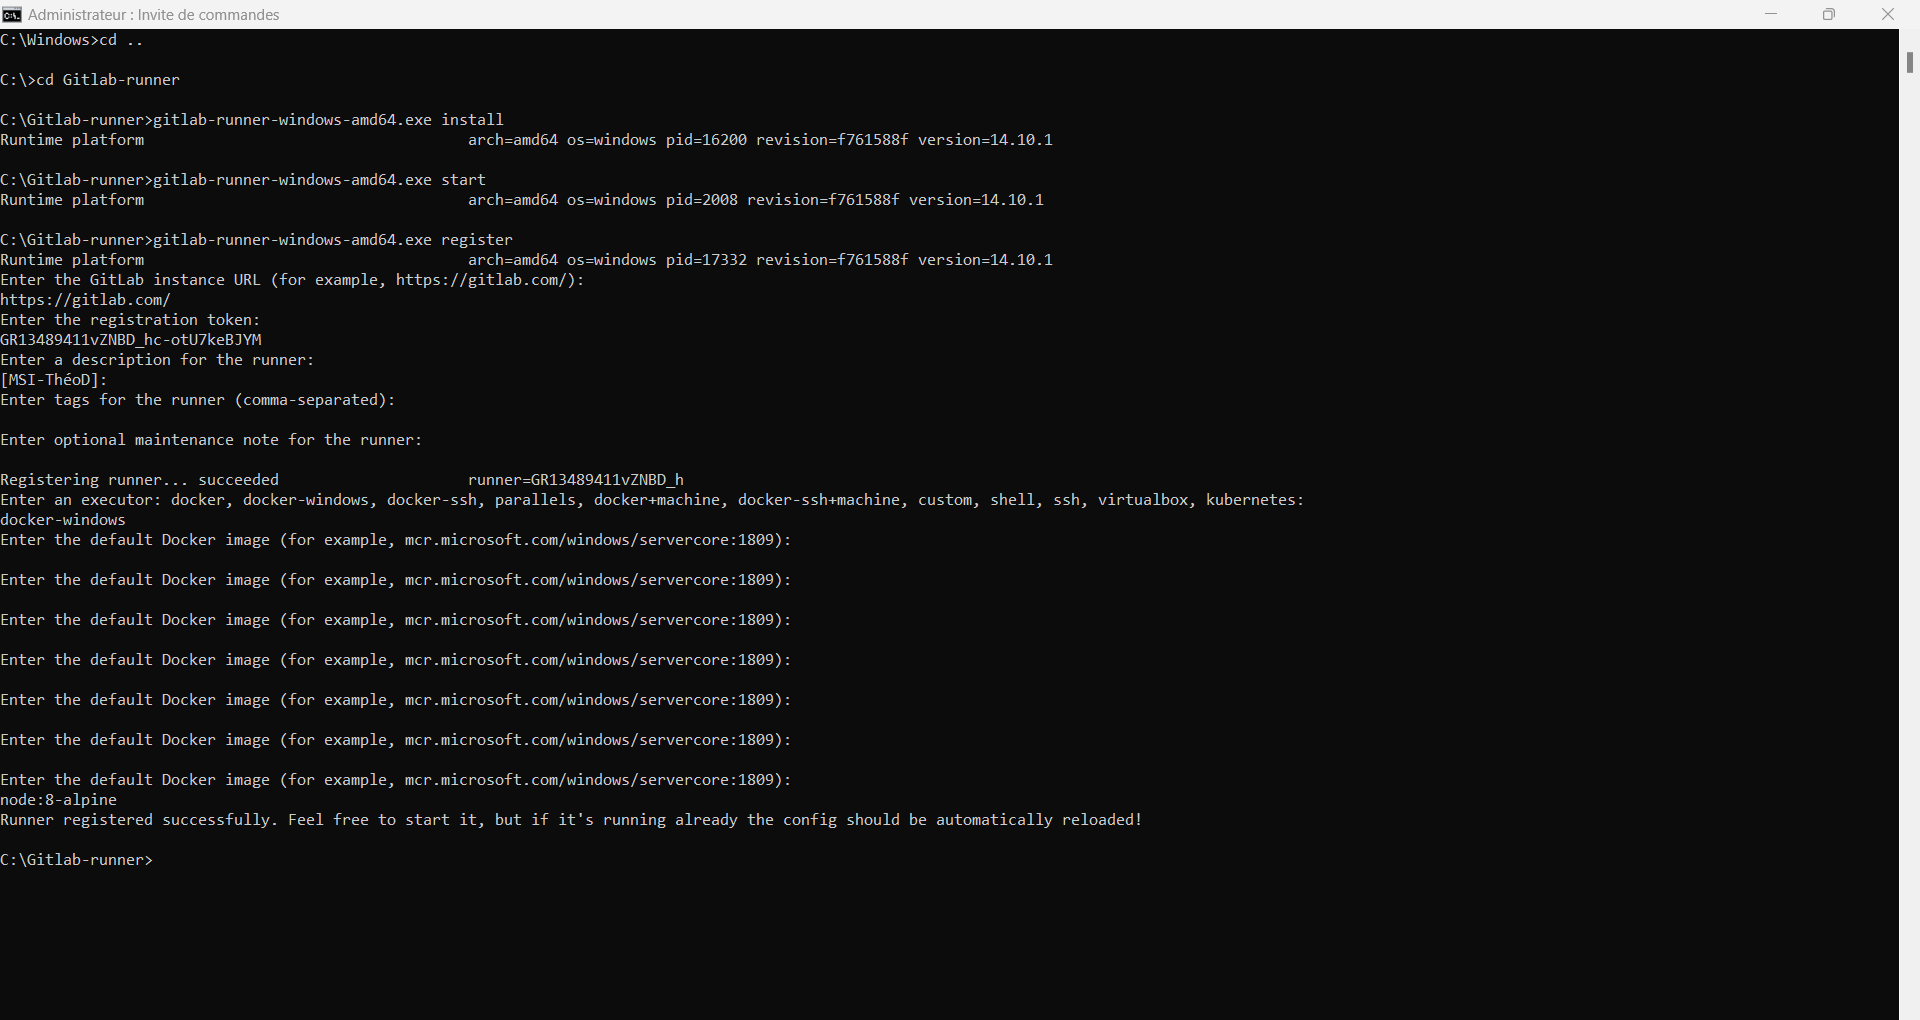 Administrateur : Invite de commandes
C:\Windows>cd ..
C:\>cd Gitlab-runner
C:\Gitlab-runner>gitlab-runner-windows-amd64.exe install
Runtime platform                                    arch=amd64 os=windows pid=16200 revision=f761588f version=14.10.1
C:\Gitlab-runner>gitlab-runner-windows-amd64.exe start
Runtime platform                                    arch=amd64 os=windows pid=2008 revision=f761588f version=14.10.1
C:\Gitlab-runner>gitlab-runner-windows-amd64.exe register
Runtime platform                                    arch=amd64 os=windows pid=17332 revision=f761588f version=14.10.1
Enter the GitLab instance URL (for example, https://gitlab.com/):
https://gitlab.com/
Enter the registration token:
GR13489411vZNBD_hc-otU7keBJYM
Enter a description for the runner:
[MSI-ThéoD]:
Enter tags for the runner (comma-separated):
Enter optional maintenance note for the runner:
Registering runner... succeeded                     runner=GR13489411vZNBD_h
Enter an executor: docker, docker-windows, docker-ssh, parallels, docker+machine, docker-ssh+machine, custom, shell, ssh, virtualbox, kubernetes:
docker-windows
Enter the default Docker image (for example, mcr.microsoft.com/windows/servercore:1809):
Enter the default Docker image (for example, mcr.microsoft.com/windows/servercore:1809):
Enter the default Docker image (for example, mcr.microsoft.com/windows/servercore:1809):
Enter the default Docker image (for example, mcr.microsoft.com/windows/servercore:1809):
Enter the default Docker image (for example, mcr.microsoft.com/windows/servercore:1809):
Enter the default Docker image (for example, mcr.microsoft.com/windows/servercore:1809):
Enter the default Docker image (for example, mcr.microsoft.com/windows/servercore:1809):
node:8-alpine
Runner registered successfully. Feel free to start it, but if it's running already the config should be automatically reloaded!
C:\Gitlab-runner>